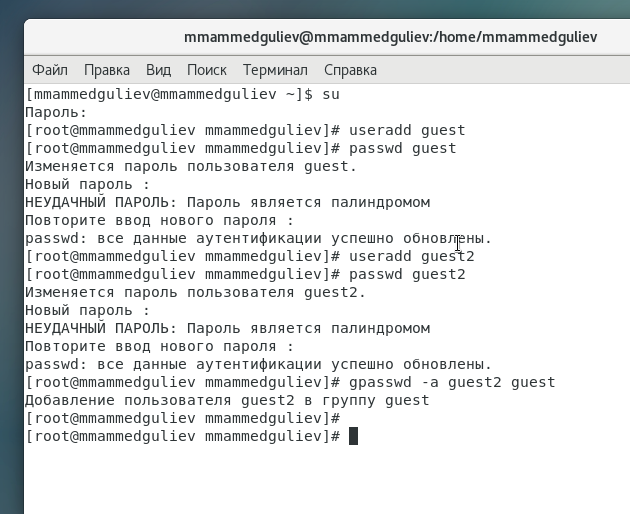 mmammedguliev@mmammedguliev:/home/mmammedguliev
Файл Правка Вид Поиск Терминал Справка
[mmammedguliev@mmammedguliev ~]$ su
Пароль:
[root@mmammedguliev mmammedguliev]# useradd guest
[root@mmammedguliev mmammedguliev]# passwd guest
Изменяется пароль пользователя guest.
Новый пароль :
НЕУДАЧНЫЙ ПАРОЛЬ: Пароль является палиндромом
Повторите ввод нового пароля :
passwd: все данные аутентификации успешно обновлены.
[root@mmammedguliev mmammedguliev]# useradd guest2
[root@mmammedguliev mmammedguliev]# passwd guest2
Изменяется пароль пользователя guest2.
Новый пароль :
НЕУДАЧНЫЙ ПАРОЛЬ: Пароль является палиндромом
Повторите ввод нового пароля :
passwd: все данные аутентификации успешно обновлены.
[root@mmammedguliev mmammedguliev]# gpasswd -a guest2 guest
Добавление пользователя guest2 в группу guest
[root@mmammedguliev mmammedguliev]#
[root@mmammedguliev mmammedguliev]#